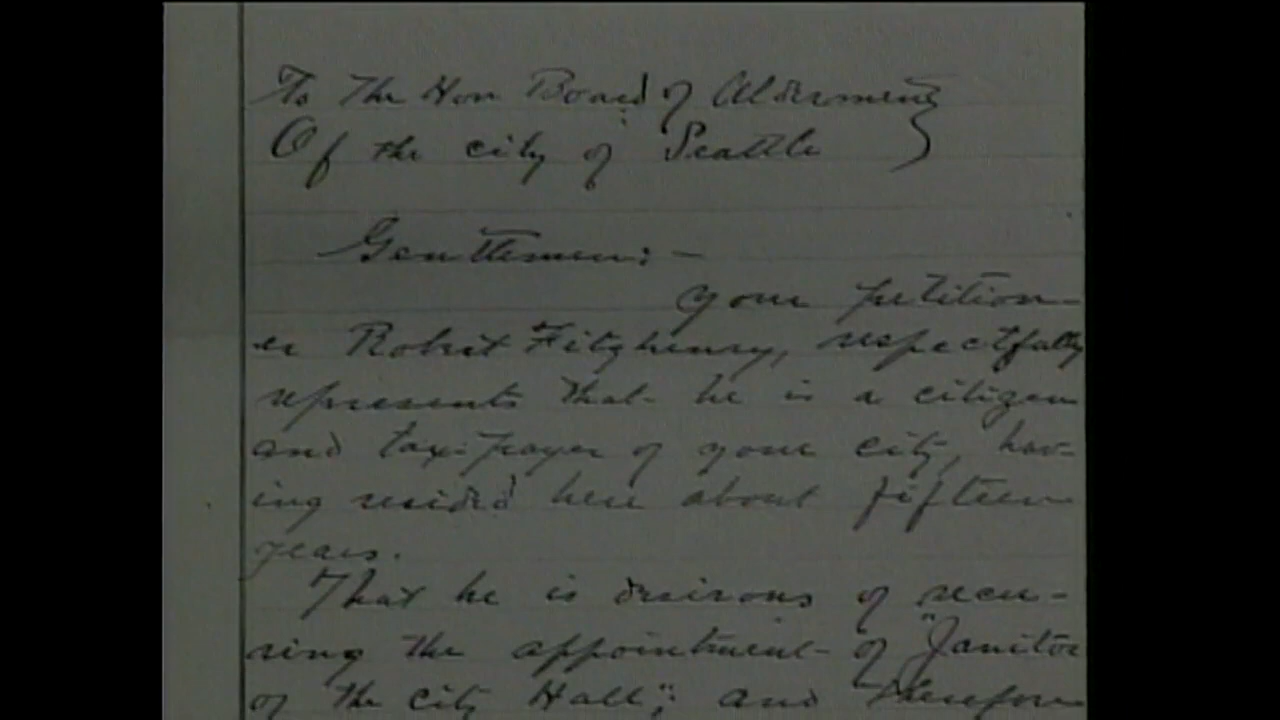 To The Hon Board of Aldermen
Of the city of Seattle
Gentlemen:-
your petition-
er Robert Fitzhenry, respectfully
represents that he is a citizen
and tax-payer of your city, hav-
ing resided here about fifteen
years.
That he is desirous of secu-
ring the appointment of "Janitor
of the City Hall"; and therefore